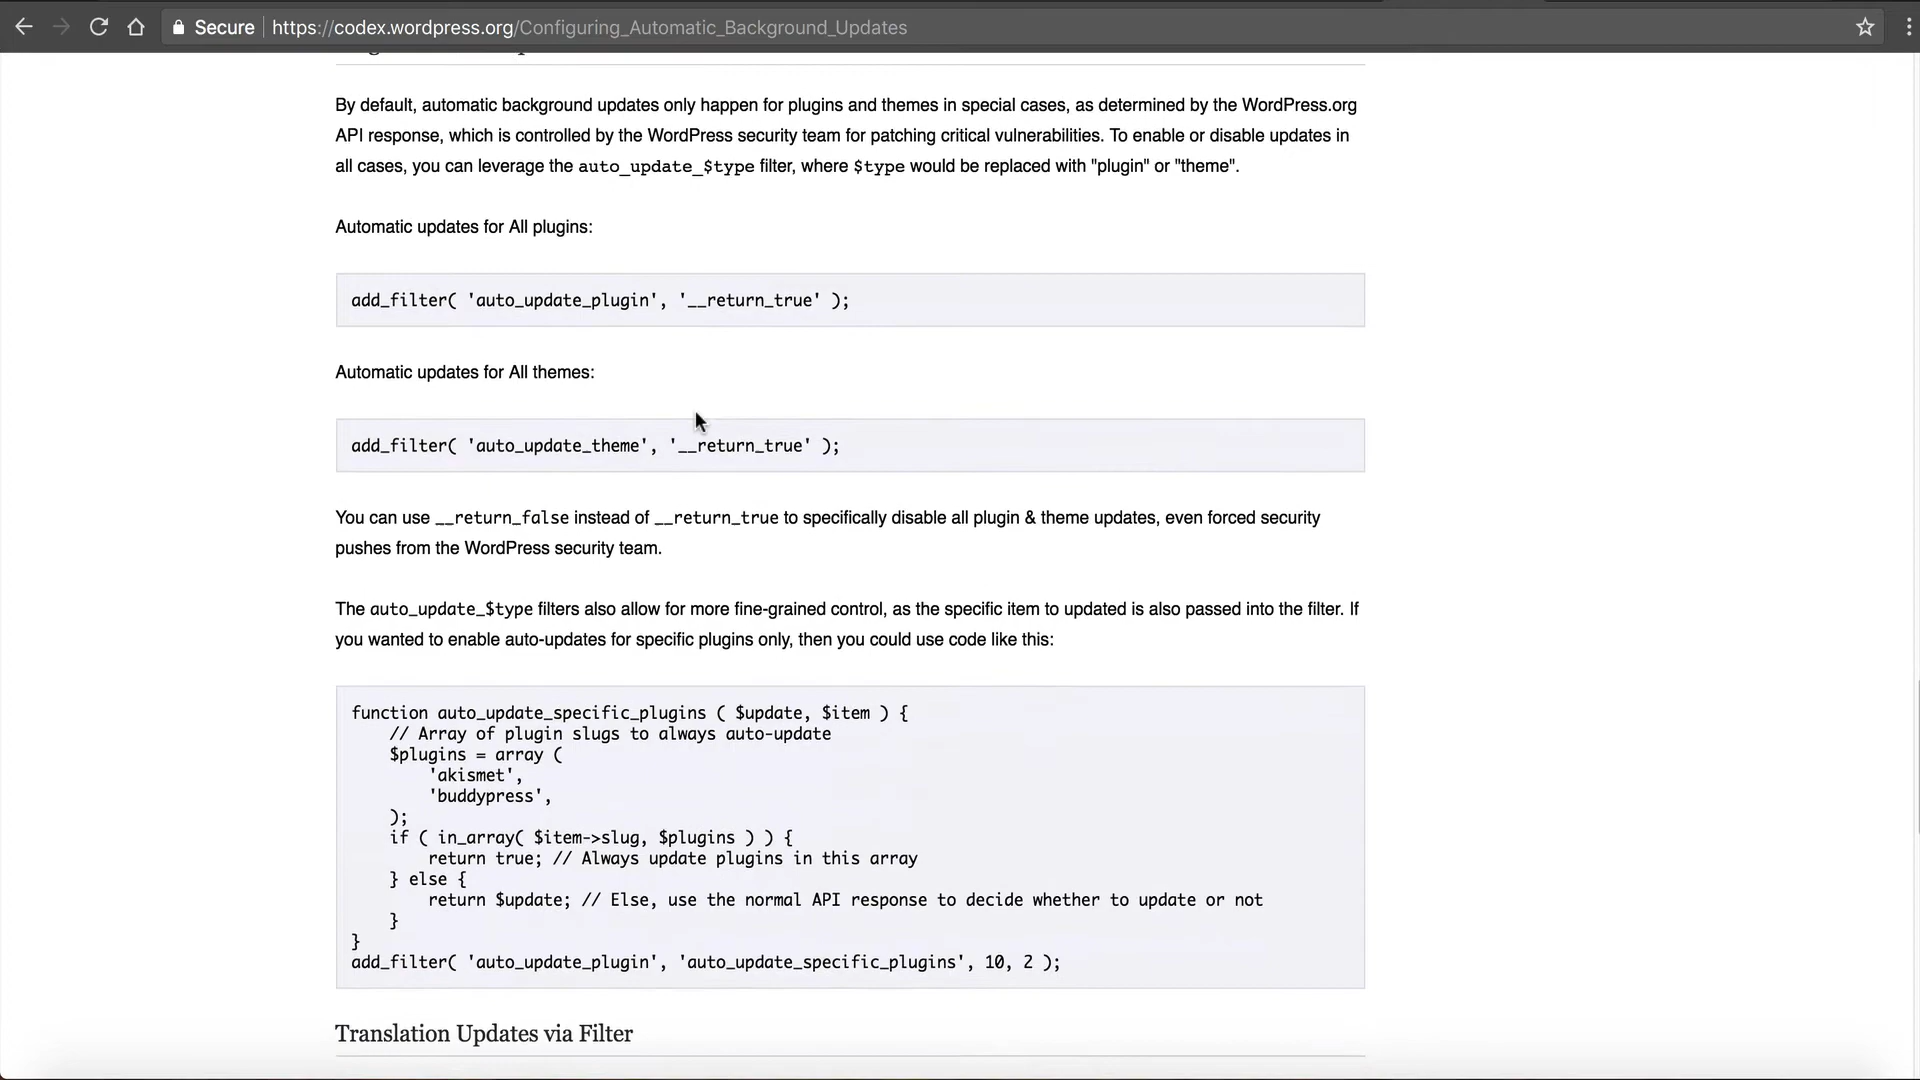 Secure https://codex.wordpress.org/Configuring_Automatic_Background_Updates
By default, automatic background updates only happen for plugins and themes in special cases, as determined by the WordPress.org
API response, which is controlled by the WordPress security team for patching critical vulnerabilities. To enable or disable updates in
all cases, you can leverage the auto_update_$type filter, where $type would be replaced with "plugin" or "theme".
Automatic updates for All plugins:
add_filter( 'auto_update_plugin', '__return_true' );
Automatic updates for All themes:
add_filter( 'auto_update_theme', '__return_true' );
You can use __return_false instead of __return_true to specifically disable all plugin & theme updates, even forced security
pushes from the WordPress security team.
The auto_update_$type filters also allow for more fine-grained control, as the specific item to updated is also passed into the filter. If
you wanted to enable auto-updates for specific plugins only, then you could use code like this:
function auto_update_specific_plugins ( $update, $item ) {
    // Array of plugin slugs to always auto-update
    $plugins = array (
        'akismet',
        'buddypress',
    );
    if ( in_array( $item->slug, $plugins ) ) {
        return true; // Always update plugins in this array
    } else {
        return $update; // Else, use the normal API response to decide whether to update or not
    }
}
add_filter( 'auto_update_plugin', 'auto_update_specific_plugins', 10, 2 );
Translation Updates via Filter